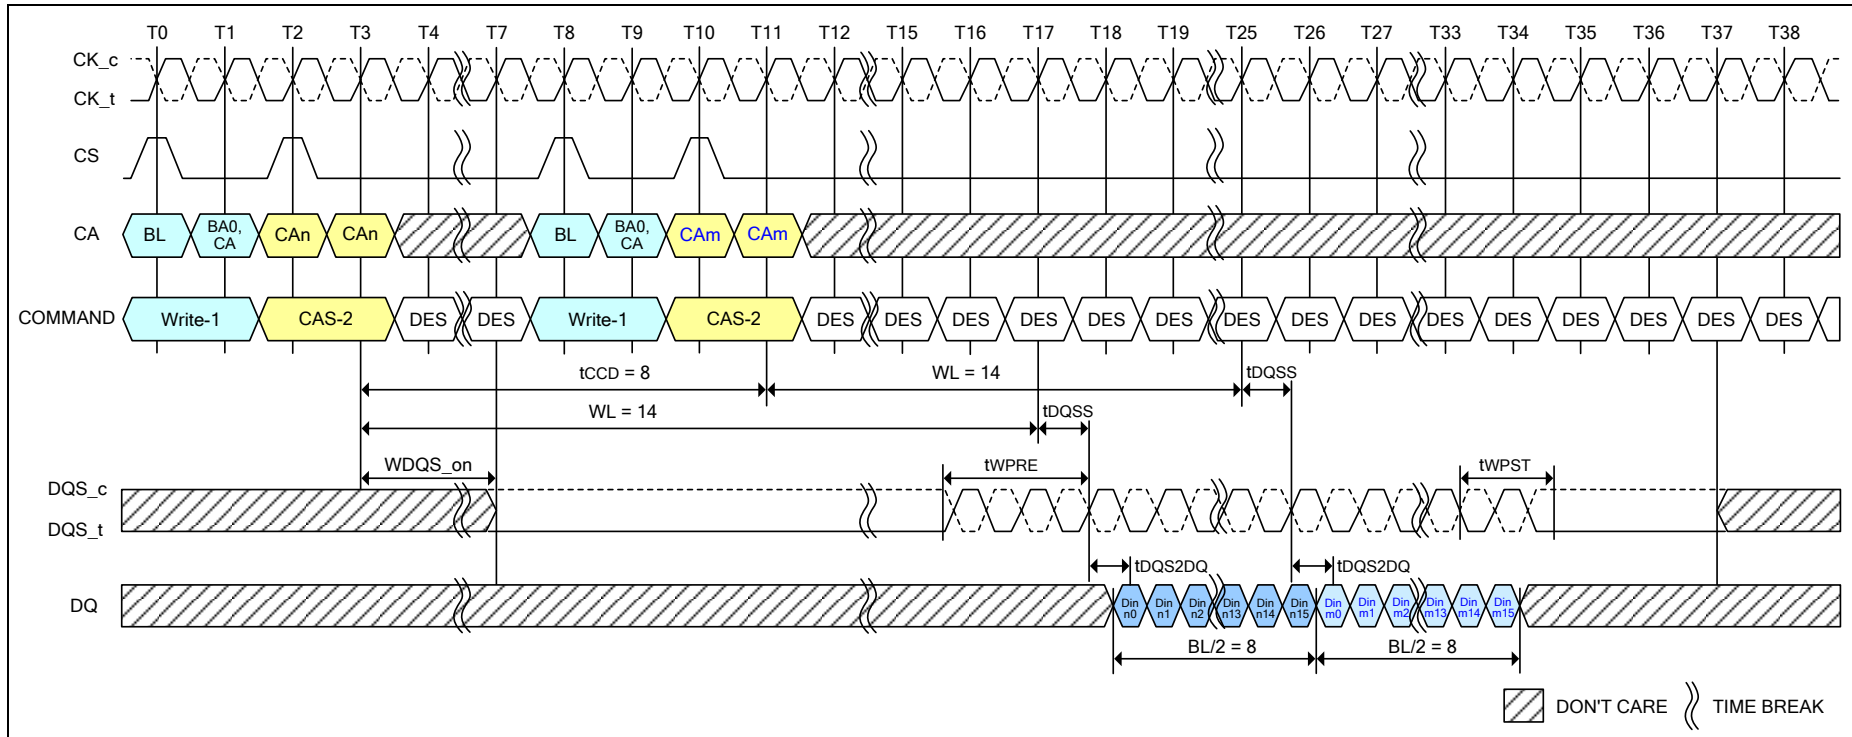 T0 T1 T2 T3 T4 T7 T8 T9 T10 T11 T12 T15 T16 T17 T18 T19 T25 T26 T27 T33 T34 T35 T36 T37 T38
CK_c
CK_t
CS
CA BL BA0, CA CAn CAn BL BA0, CA CAm CAm
COMMAND Write-1 CAS-2 DES DES Write-1 CAS-2 DES DES DES DES DES DES DES DES DES DES DES DES DES DES DES
tCCD = 8 WL = 14 tDQSS
WL = 14 tDQSS
WDQS_on tWPRE tWPST
DQS_c
DQS_t
tDQS2DQ tDQS2DQ
DQ Din n0 Din n1 Din n2 Din n13 Din n14 Din n15 Din m0 Din m1 Din m2 Din m13 Din m14 Din m15
BL/2 = 8 BL/2 = 8
DON'T CARE TIME BREAK